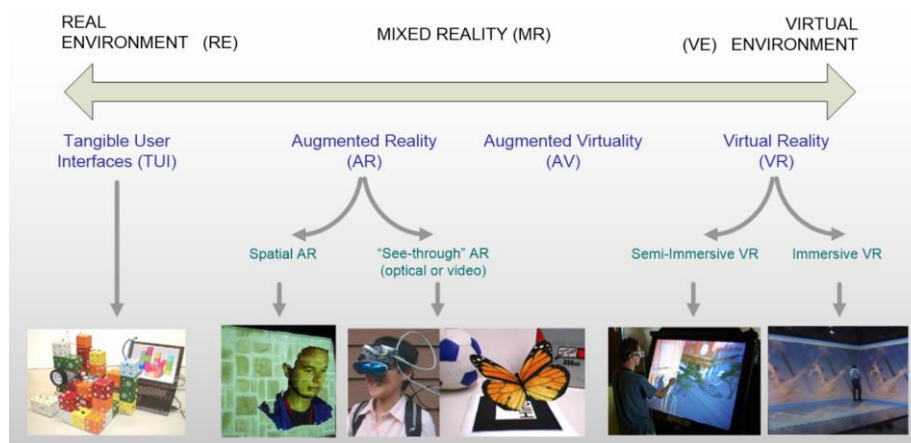 REAL
ENVIRONMENT (RE)
MIXED REALITY (MR)
VIRTUAL
(VE) ENVIRONMENT
Tangible User
Interfaces (TUI)
Augmented Reality
(AR)
Augmented Virtuality
(AV)
Virtual Reality
(VR)
Spatial AR
"See-through" AR
(optical or video)
Semi-Immersive VR
Immersive VR